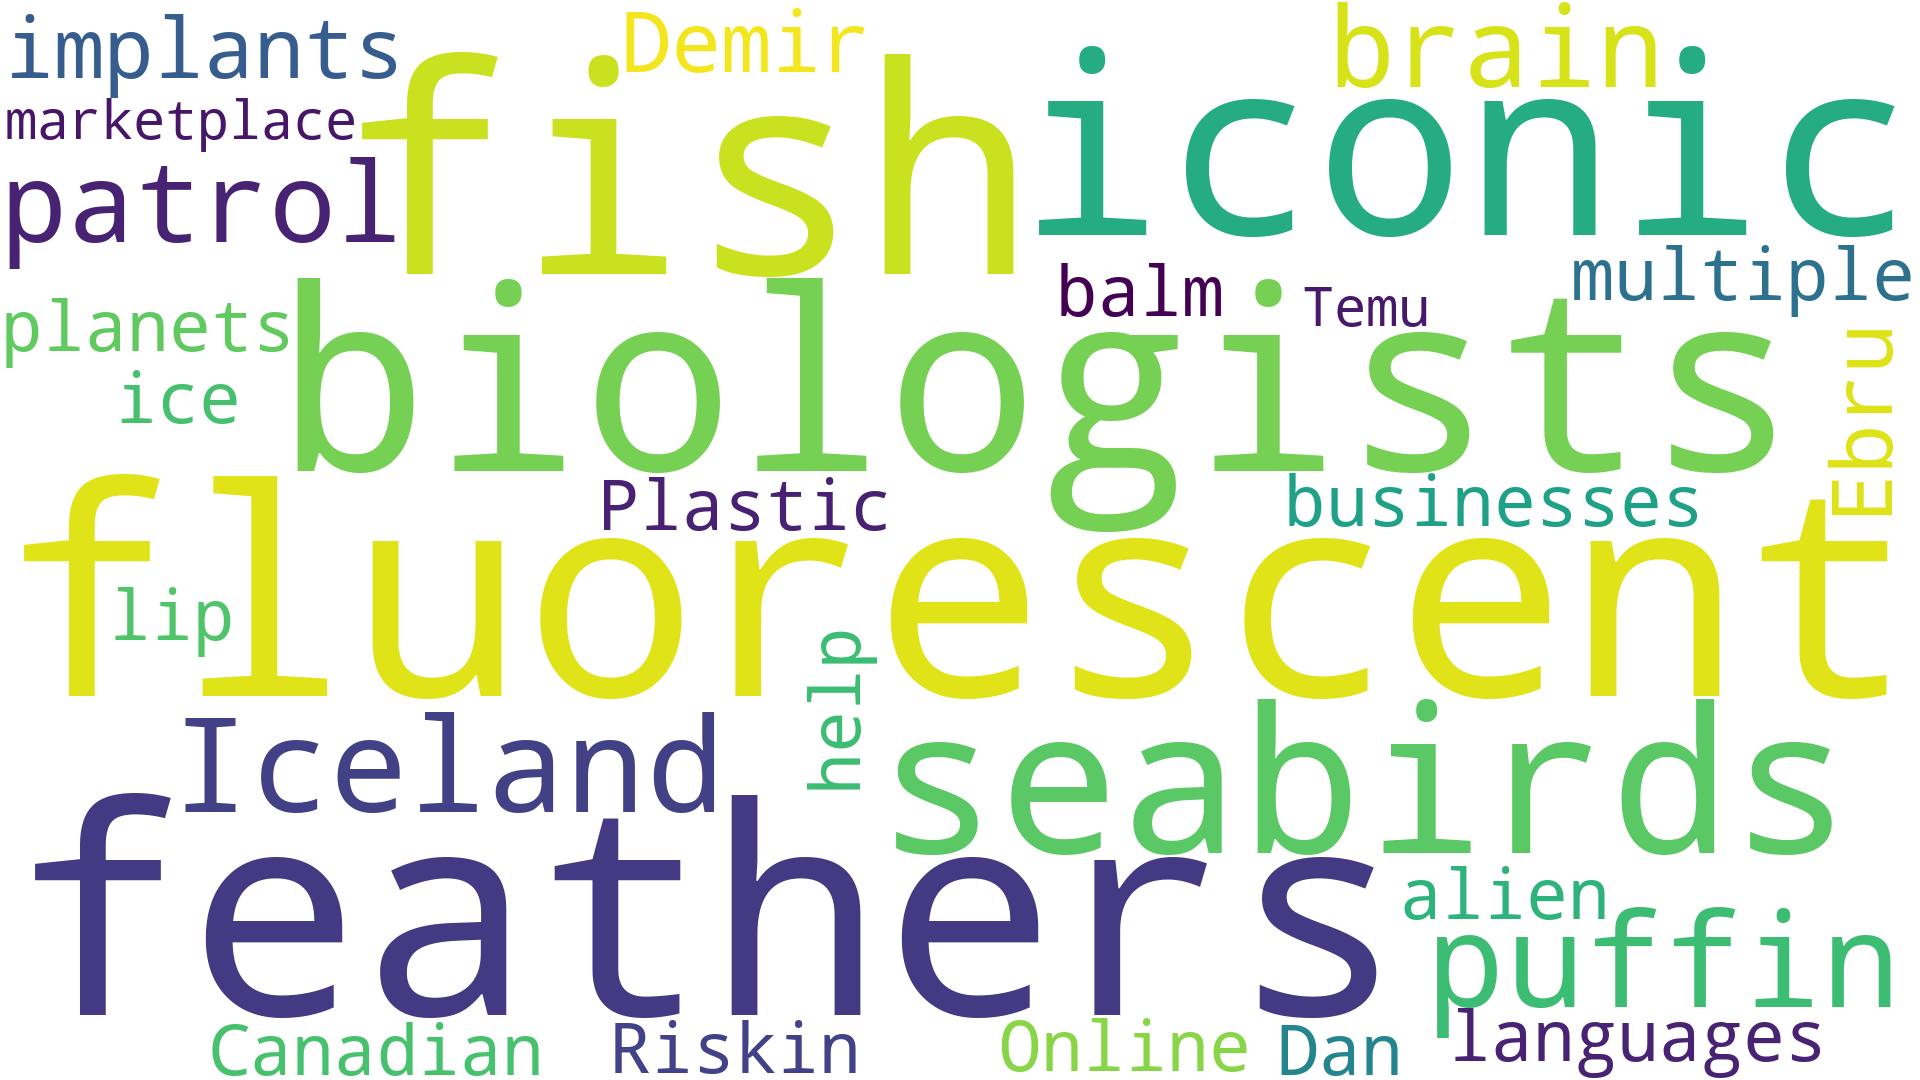 implants
Demir
brain
marketplace
fish
iconic
patrol
multiple
balm
Temu
planets
biologists
ice
Ebru
Plastic
businesses
fluorescent
lip
help
Iceland
seabirds
feathers
alien
puffin
Canadian
Riskin
Online
Dan
languages